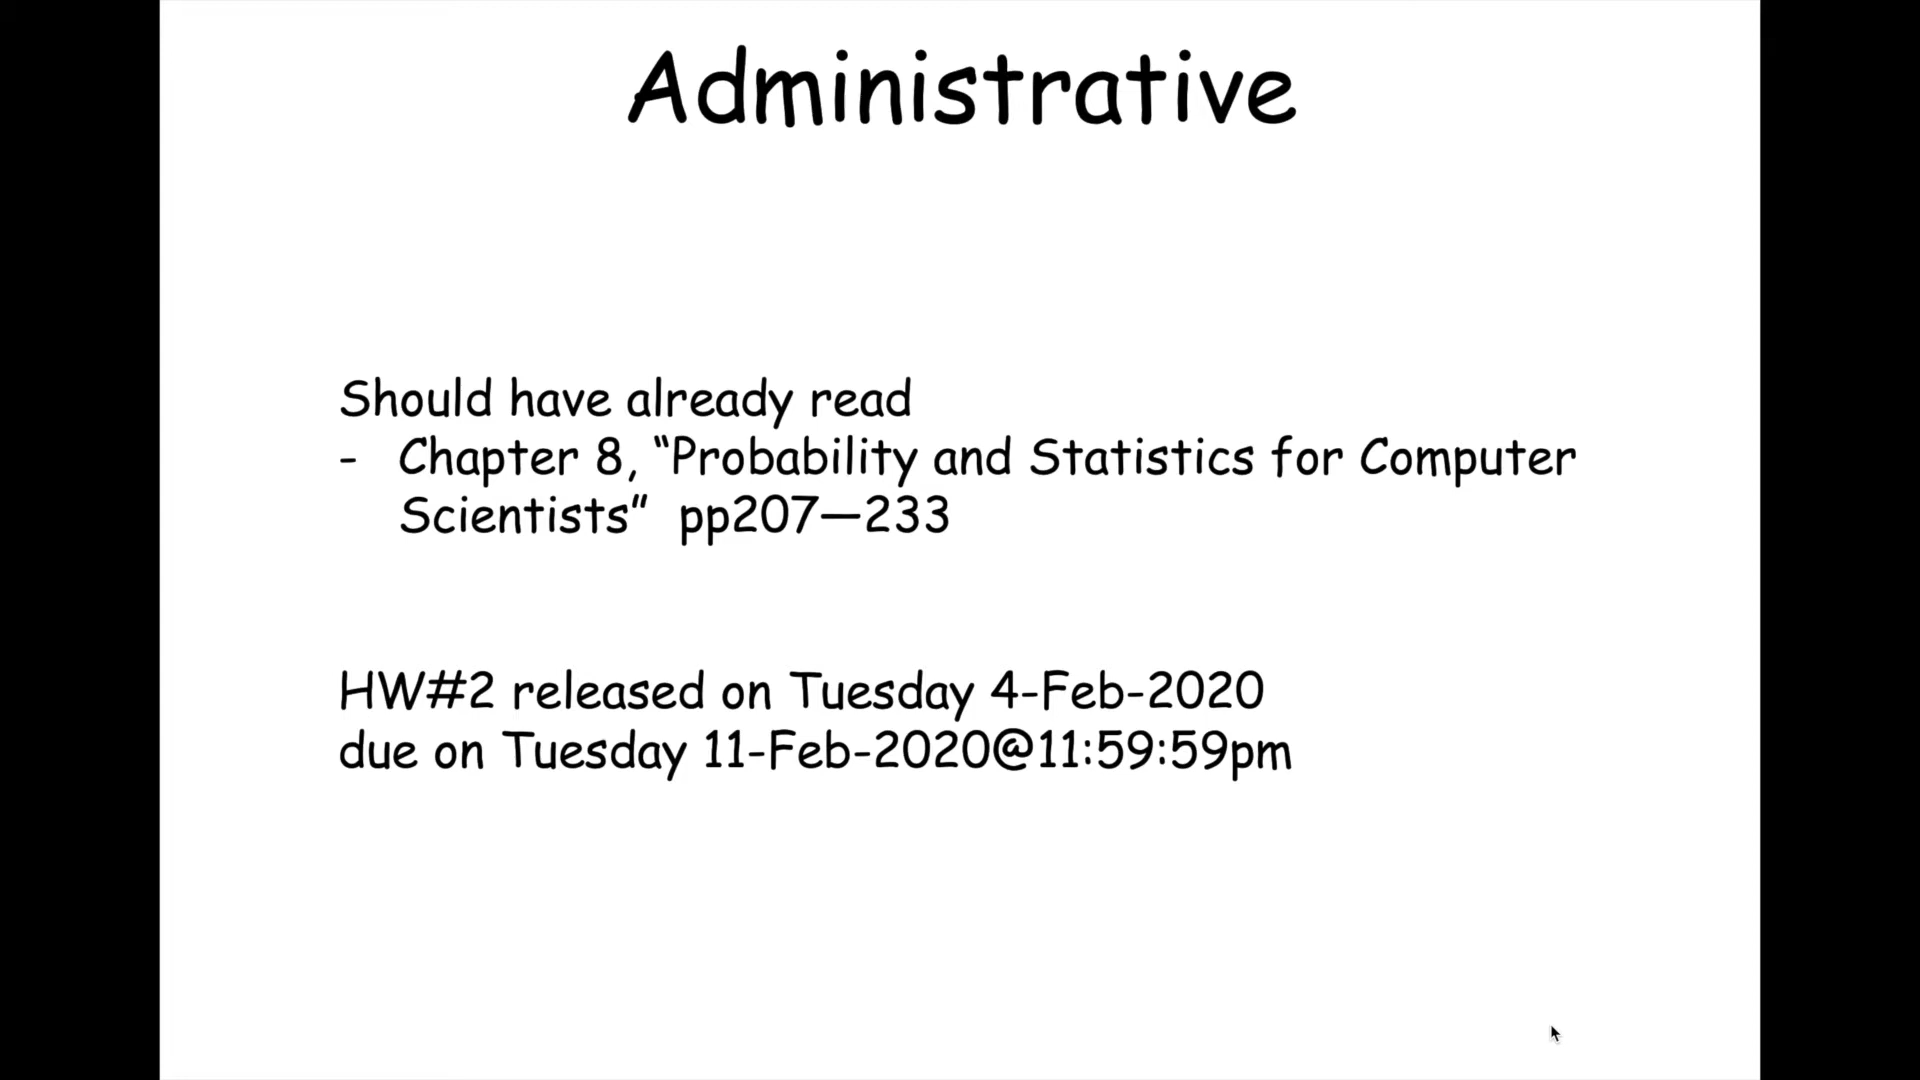 Administrative
Should have already read
- Chapter 8, “Probability and Statistics for Computer
Scientists” pp207—233
HW#2 released on Tuesday 4-Feb-2020
due on Tuesday 11-Feb-2020@11:59:59pm